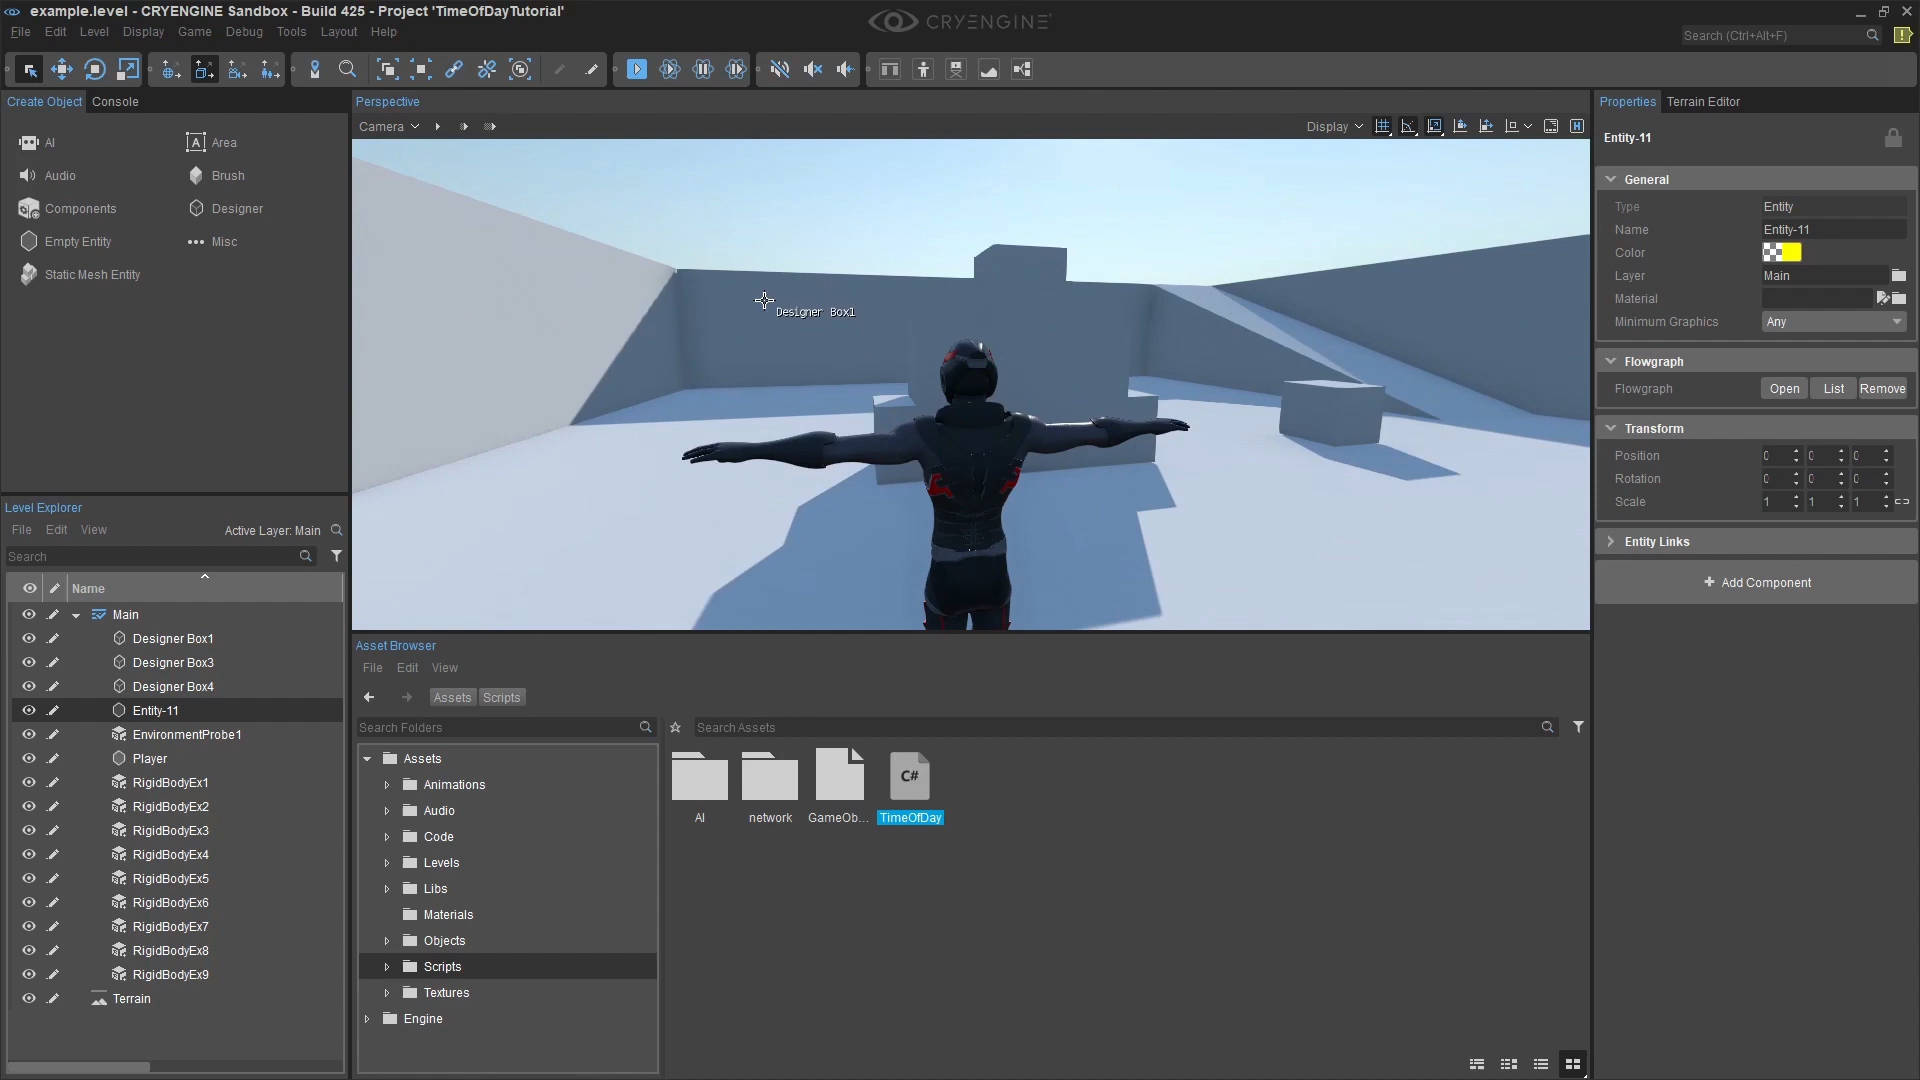 example.level - CRYENGINE Sandbox - Build 425 - Project 'TimeOfDayTutorial'
CRYENGINE
File Edit Level Display Game Debug Tools Layout Help
Search (Ctrl+Alt+F)
Create Object Console
AI
Area
Audio
Brush
Components
Designer
Empty Entity
Misc
Static Mesh Entity
Level Explorer
File Edit View
Active Layer: Main
Search
Name
Main
Designer Box1
Designer Box3
Designer Box4
Entity-11
EnvironmentProbe1
Player
RigidBodyEx1
RigidBodyEx2
RigidBodyEx3
RigidBodyEx4
RigidBodyEx5
RigidBodyEx6
RigidBodyEx7
RigidBodyEx8
RigidBodyEx9
Terrain
Perspective
Camera
Display
Designer Box1
Asset Browser
File Edit View
Assets Scripts
Search Folders
Search Assets
Assets
Animations
Audio
Code
Levels
Libs
Materials
Objects
Scripts
Textures
Engine
C#
AI
network
GameOb...
TimeOfDay
Properties Terrain Editor
Entity-11
General
Type Entity
Name Entity-11
Color
Layer Main
Material
Minimum Graphics Any
Flowgraph
Flowgraph Open List Remove
Transform
Position 0 0 0
Rotation 0 0 0
Scale 1 1 1
Entity Links
Add Component